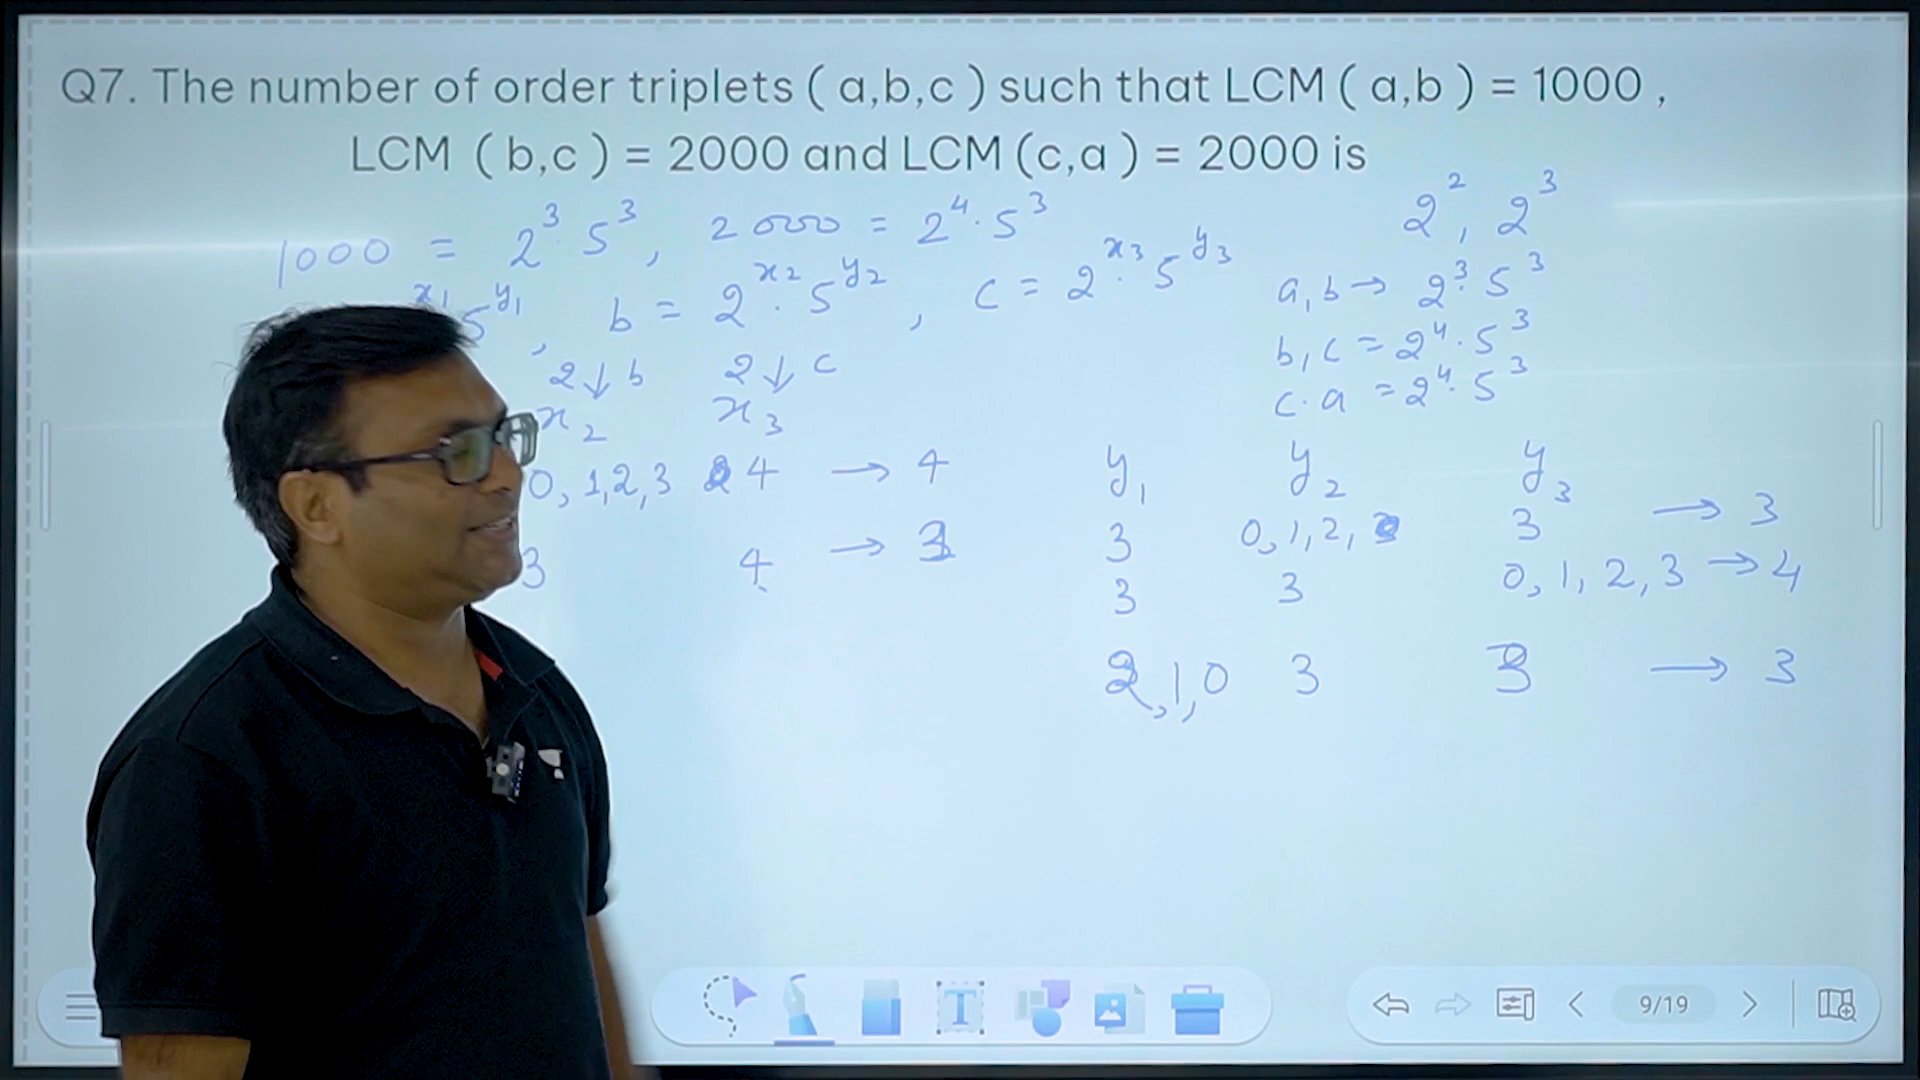 Q7. The number of order triplets ( a,b,c ) such that LCM ( a,b ) = 1000 ,
LCM ( b,c ) = 2000 and LCM (c,a ) = 2000 is
1000 = 2³ 5³ , 2000 = 2⁴ · 5³
2², 2³
5^y₁ , b = 2^x₂ · 5^y₂ , c = 2^x₃ · 5^y₃
a, b → 2³ · 5³
b, c = 2⁴ · 5³
c · a = 2⁴ · 5³
2 ↓ b 2 ↓ c
x₂ x₃
0, 1, 2, 3 4 → 4
3 4 →
y₁ y₂ y₃
3 0, 1, 2, 3 → 3
3 3 0, 1, 2, 3 → 4
2, 1, 0 3 3 → 3
T
9/19